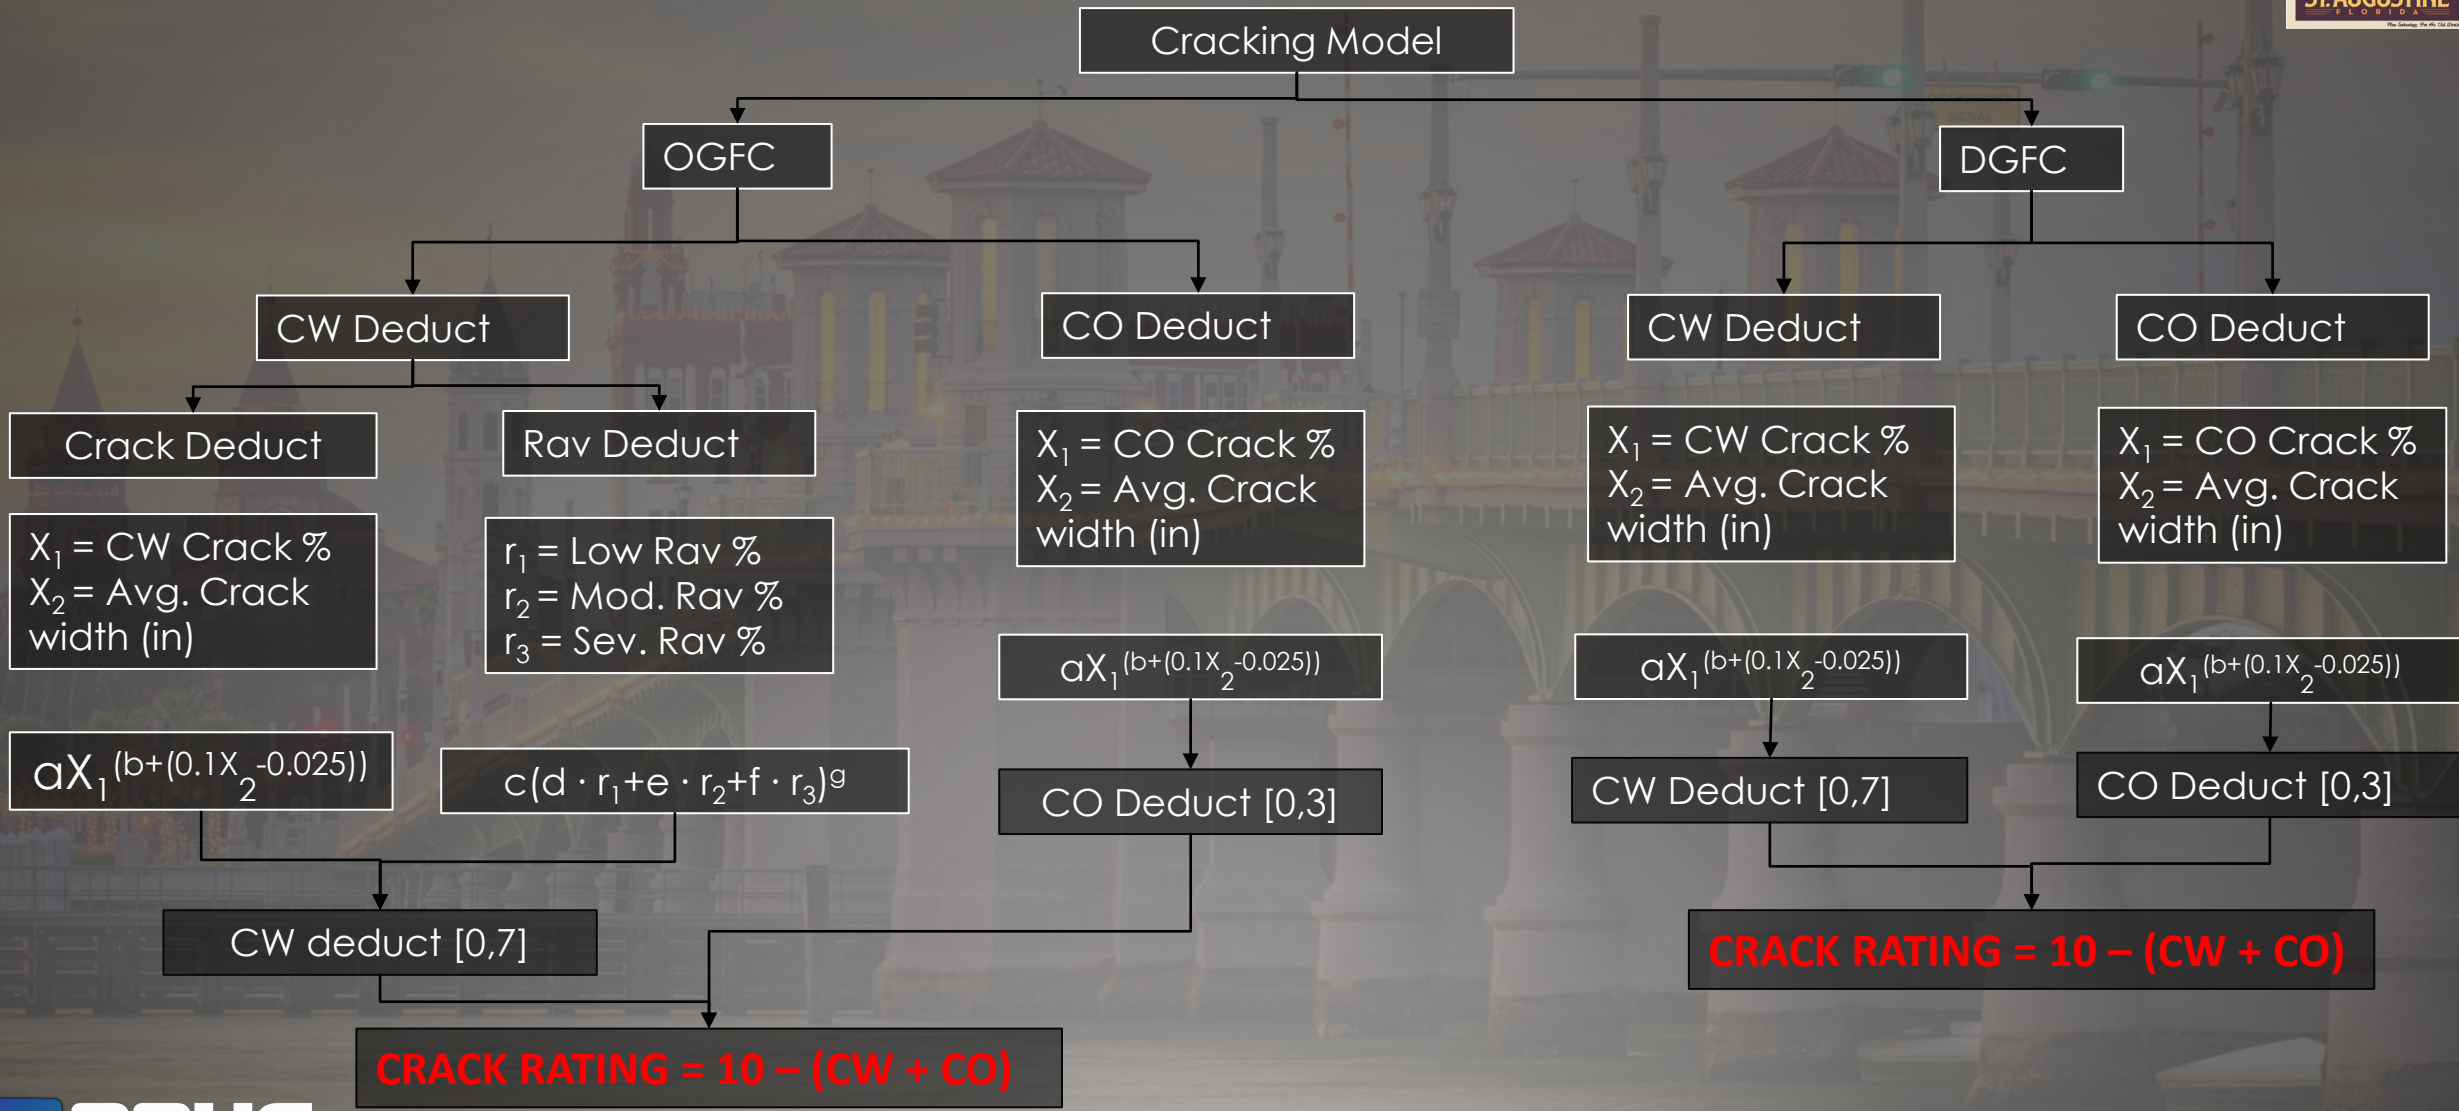 ST. AUGUSTINE
FLORIDA
Cracking Model
OGFC
DGFC
CW Deduct
CO Deduct
CW Deduct
CO Deduct
Crack Deduct
Rav Deduct
X₁ = CW Crack %
X₂ = Avg. Crack
width (in)
r₁ = Low Rav %
r₂ = Mod. Rav %
r₃ = Sev. Rav %
X₁ = CO Crack %
X₂ = Avg. Crack
width (in)
X₁ = CW Crack %
X₂ = Avg. Crack
width (in)
X₁ = CO Crack %
X₂ = Avg. Crack
width (in)
aX₁^(b+(0.1X₂-0.025))
c(d · r₁+e · r₂+f · r₃)^g
aX₁^(b+(0.1X₂-0.025))
aX₁^(b+(0.1X₂-0.025))
aX₁^(b+(0.1X₂-0.025))
CO Deduct [0,3]
CW Deduct [0,7]
CO Deduct [0,3]
CW deduct [0,7]
CRACK RATING = 10 – (CW + CO)
CRACK RATING = 10 – (CW + CO)